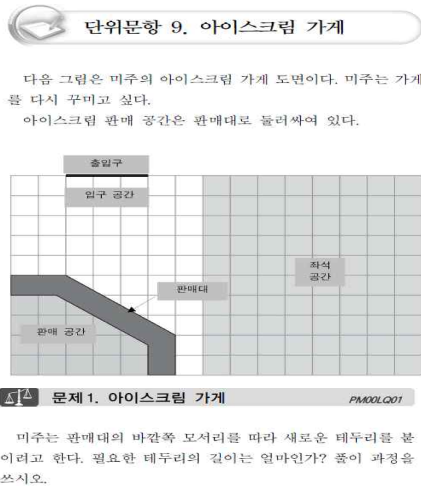 단위문항 9. 아이스크림 가게
다음 그림은 미주의 아이스크림 가게 도면이다. 미주는 가게
를 다시 꾸미고 싶다.
아이스크림 판매 공간은 판매대로 둘러싸여 있다.
출입구
입구 공간
좌석
공간
판매대
판매 공간
문제 1. 아이스크림 가게 PM00LQ01
미주는 판매대의 바깥쪽 모서리를 따라 새로운 테두리를 붙
이려고 한다. 필요한 테두리의 길이는 얼마인가? 풀이 과정을
쓰시오.